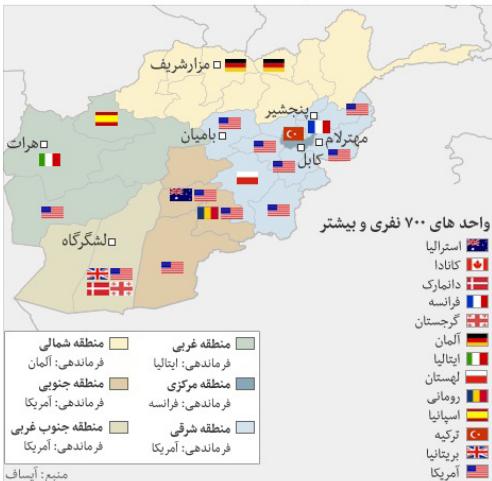 مزارشریف
پنجشیر
مهترلام
بامیان
کابل
هرات
لشگرگاه
واحد های ۷۰۰ نفری و بیشتر
استرالیا
کانادا
دانمارک
فرانسه
گرجستان
آلمان
ایتالیا
لهستان
رومانی
اسپانیا
ترکیه
بریتانیا
آمریکا
منطقه غربی
فرماندهی: ایتالیا
منطقه شمالی
فرماندهی: آلمان
منطقه مرکزی
فرماندهی: فرانسه
منطقه جنوبی
فرماندهی: آمریکا
منطقه شرقی
فرماندهی: آمریکا
منطقه جنوب غربی
فرماندهی: آمریکا
منبع: آیساف